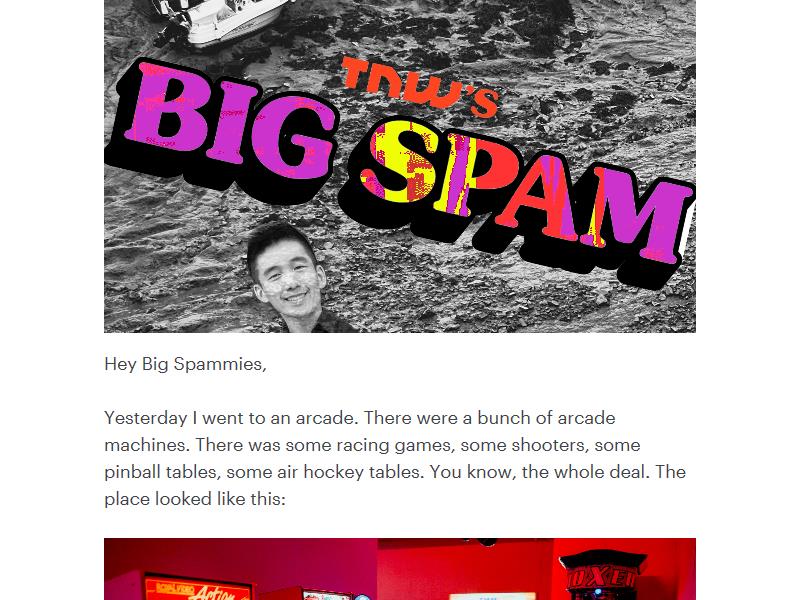 TNW's
BIG SPAM
Hey Big Spammies,
Yesterday I went to an arcade. There were a bunch of arcade
machines. There was some racing games, some shooters, some
pinball tables, some air hockey tables. You know, the whole deal. The
place looked like this:
Action
BOXER